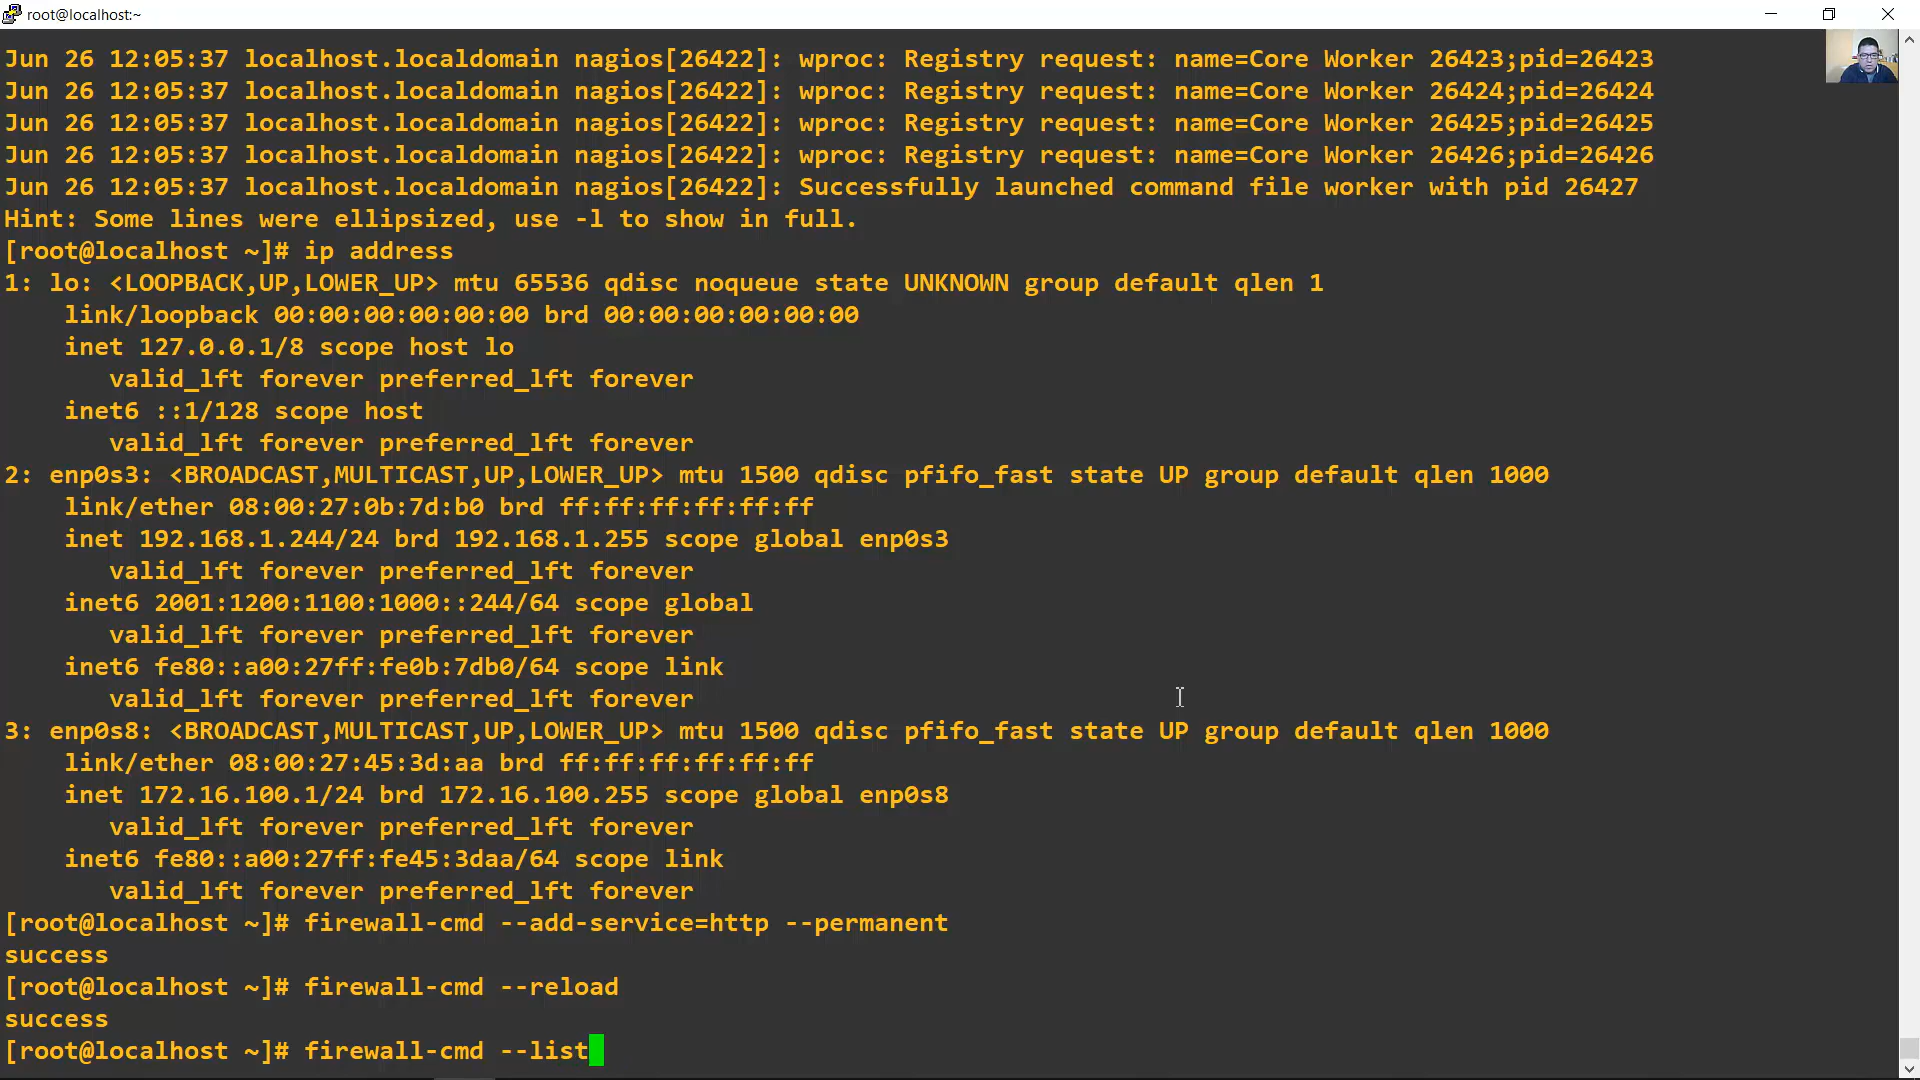 root@localhost:~
Jun 26 12:05:37 localhost.localdomain nagios[26422]: wproc: Registry request: name=Core Worker 26423;pid=26423
Jun 26 12:05:37 localhost.localdomain nagios[26422]: wproc: Registry request: name=Core Worker 26424;pid=26424
Jun 26 12:05:37 localhost.localdomain nagios[26422]: wproc: Registry request: name=Core Worker 26425;pid=26425
Jun 26 12:05:37 localhost.localdomain nagios[26422]: wproc: Registry request: name=Core Worker 26426;pid=26426
Jun 26 12:05:37 localhost.localdomain nagios[26422]: Successfully launched command file worker with pid 26427
Hint: Some lines were ellipsized, use -l to show in full.
[root@localhost ~]# ip address
1: lo: <LOOPBACK,UP,LOWER_UP> mtu 65536 qdisc noqueue state UNKNOWN group default qlen 1
    link/loopback 00:00:00:00:00:00 brd 00:00:00:00:00:00
    inet 127.0.0.1/8 scope host lo
       valid_lft forever preferred_lft forever
    inet6 ::1/128 scope host
       valid_lft forever preferred_lft forever
2: enp0s3: <BROADCAST,MULTICAST,UP,LOWER_UP> mtu 1500 qdisc pfifo_fast state UP group default qlen 1000
    link/ether 08:00:27:0b:7d:b0 brd ff:ff:ff:ff:ff:ff
    inet 192.168.1.244/24 brd 192.168.1.255 scope global enp0s3
       valid_lft forever preferred_lft forever
    inet6 2001:1200:1100:1000::244/64 scope global
       valid_lft forever preferred_lft forever
    inet6 fe80::a00:27ff:fe0b:7db0/64 scope link
       valid_lft forever preferred_lft forever
3: enp0s8: <BROADCAST,MULTICAST,UP,LOWER_UP> mtu 1500 qdisc pfifo_fast state UP group default qlen 1000
    link/ether 08:00:27:45:3d:aa brd ff:ff:ff:ff:ff:ff
    inet 172.16.100.1/24 brd 172.16.100.255 scope global enp0s8
       valid_lft forever preferred_lft forever
    inet6 fe80::a00:27ff:fe45:3daa/64 scope link
       valid_lft forever preferred_lft forever
[root@localhost ~]# firewall-cmd --add-service=http --permanent
success
[root@localhost ~]# firewall-cmd --reload
success
[root@localhost ~]# firewall-cmd --list